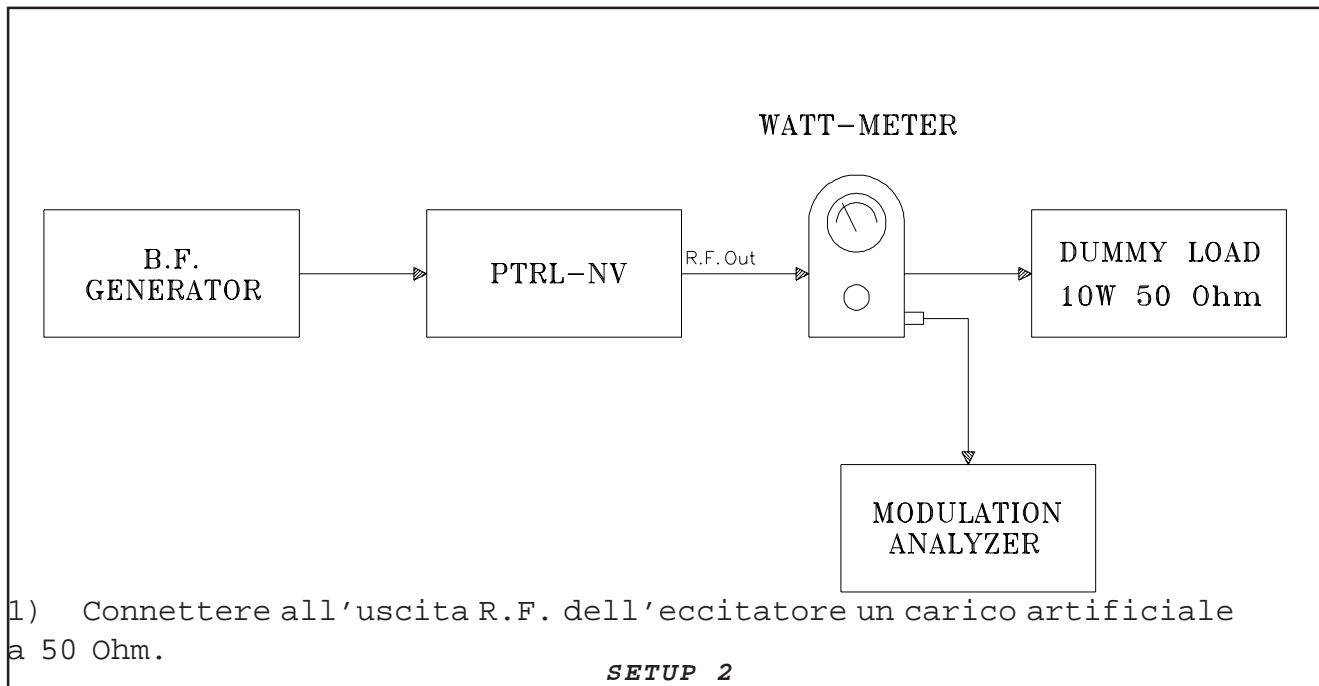 WATT-METER
B.F.
GENERATOR
PTRL-NV
R.F. Out
DUMMY LOAD
10W 50 Ohm
MODULATION
ANALYZER
1) Connettere all'uscita R.F. dell'eccitatore un carico artificiale
a 50 Ohm.
SETUP 2